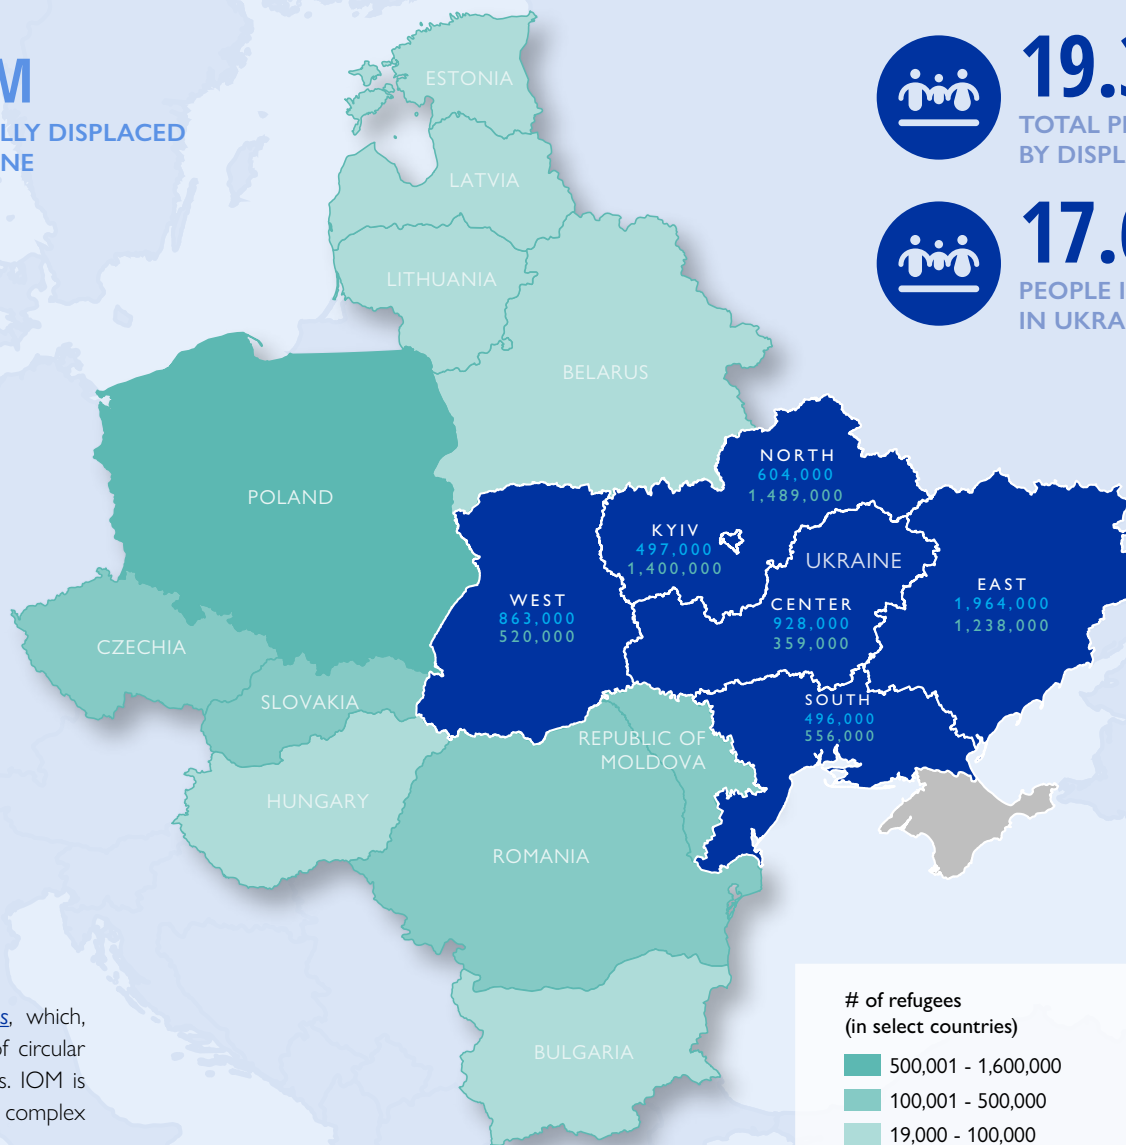 M
LLY DISPLACED
NE
19.
TOTAL
BY DISPL
17.
PEOPLE
IN UKRA
ESTONIA
LATVIA
LITHUANIA
BELARUS
POLAND
NORTH
604,000
1,489,000
KYIV
497,000
1,400,000
UKRAINE
EAST
1,964,000
1,238,000
WEST
863,000
520,000
CENTER
928,000
359,000
CZECHIA
SLOVAKIA
SOUTH
496,000
556,000
REPUBLIC OF
MOLDOVA
HUNGARY
ROMANIA
BULGARIA
s, which,
of circular
s. IOM is
complex
# of refugees
(in select countries)
500,001 - 1,600,000
100,001 - 500,000
19,000 - 100,000